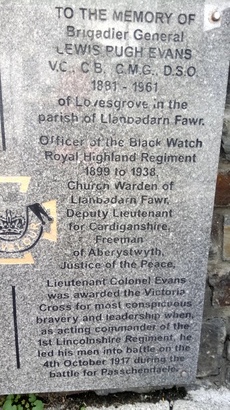 TO THE MEMORY OF
Brigadier General
LEWIS PUGH EVANS
V.C., C.B., C.M.G., D.S.O.
1881 - 1961
of Lovesgrove in the
parish of Llanbadarn Fawr.
Officer of the Black Watch
Royal Highland Regiment
1899 to 1938,
Church Warden of
Llanbadarn Fawr,
Deputy Lieutenant
for Cardiganshire,
Freeman
of Aberystwyth,
Justice of the Peace.
Lieutenant Colonel Evans
was awarded the Victoria
Cross for most conspicuous
bravery and leadership when,
as acting commander of the
1st Lincolnshire Regiment, he
led his men into battle on the
4th October 1917 during the
battle for Passchendaele.